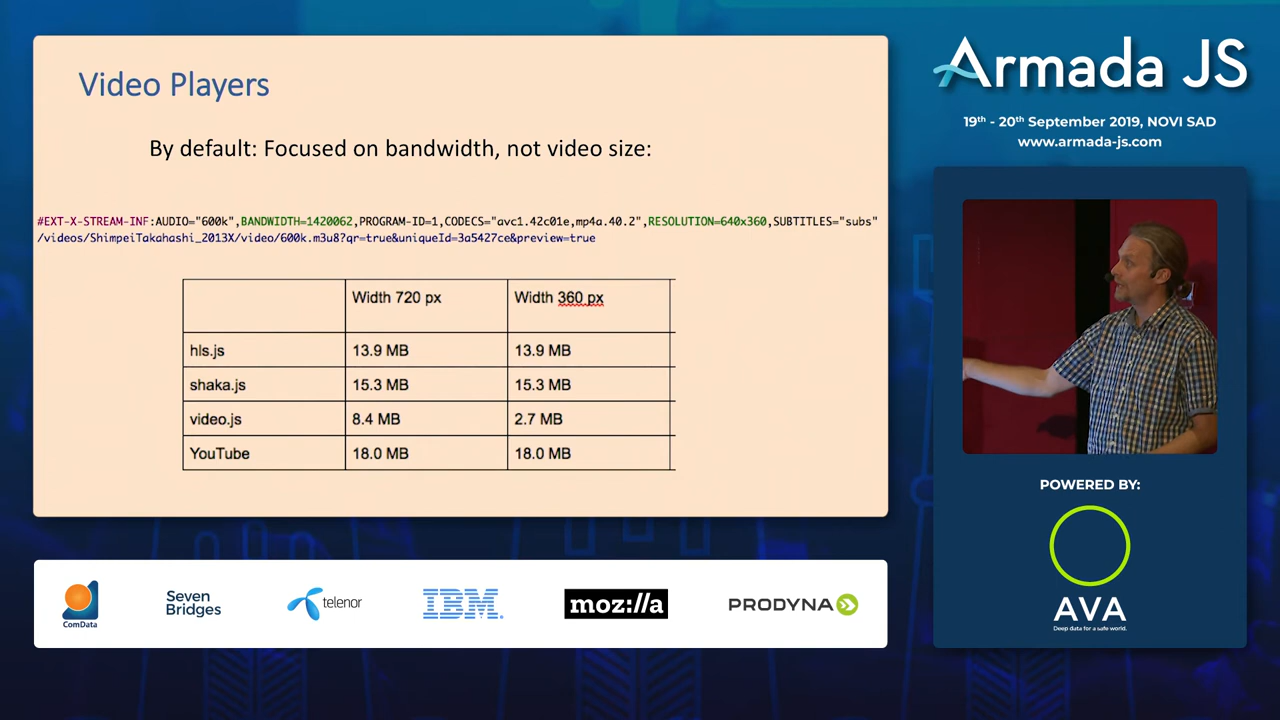 Video Players
By default: Focused on bandwidth, not video size:
#EXT-X-STREAM-INF:AUDIO="600k",BANDWIDTH=1420062,PROGRAM-ID=1,CODECS="avc1.42c01e,mp4a.40.2",RESOLUTION=640x360,SUBTITLES="subs"
/videos/ShimpeiTakahashi_2013X/video/600k.m3u8?qr=true&uniqueId=3a5427ce&preview=true
Width 720 px Width 360 px
hls.js 13.9 MB 13.9 MB
shaka.js 15.3 MB 15.3 MB
video.js 8.4 MB 2.7 MB
YouTube 18.0 MB 18.0 MB
Armada JS
19th - 20th September 2019, NOVI SAD
www.armada-js.com
POWERED BY:
AVA
Deep data for a safe world.
ComData
Seven
Bridges
telenor
IBM
moz://a
PRODYNA